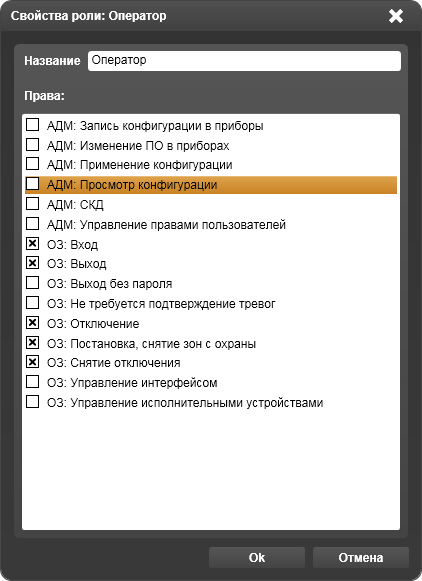 Свойства роли: Оператор
Название Оператор
Права:
АДМ: Запись конфигурации в приборы
АДМ: Изменение ПО в приборах
АДМ: Применение конфигурации
АДМ: Просмотр конфигурации
АДМ: СКД
АДМ: Управление правами пользователей
ОЗ: Вход
ОЗ: Выход
ОЗ: Выход без пароля
ОЗ: Не требуется подтверждение тревог
ОЗ: Отключение
ОЗ: Постановка, снятие зон с охраны
ОЗ: Снятие отключения
ОЗ: Управление интерфейсом
ОЗ: Управление исполнительными устройствами
Ok Отмена